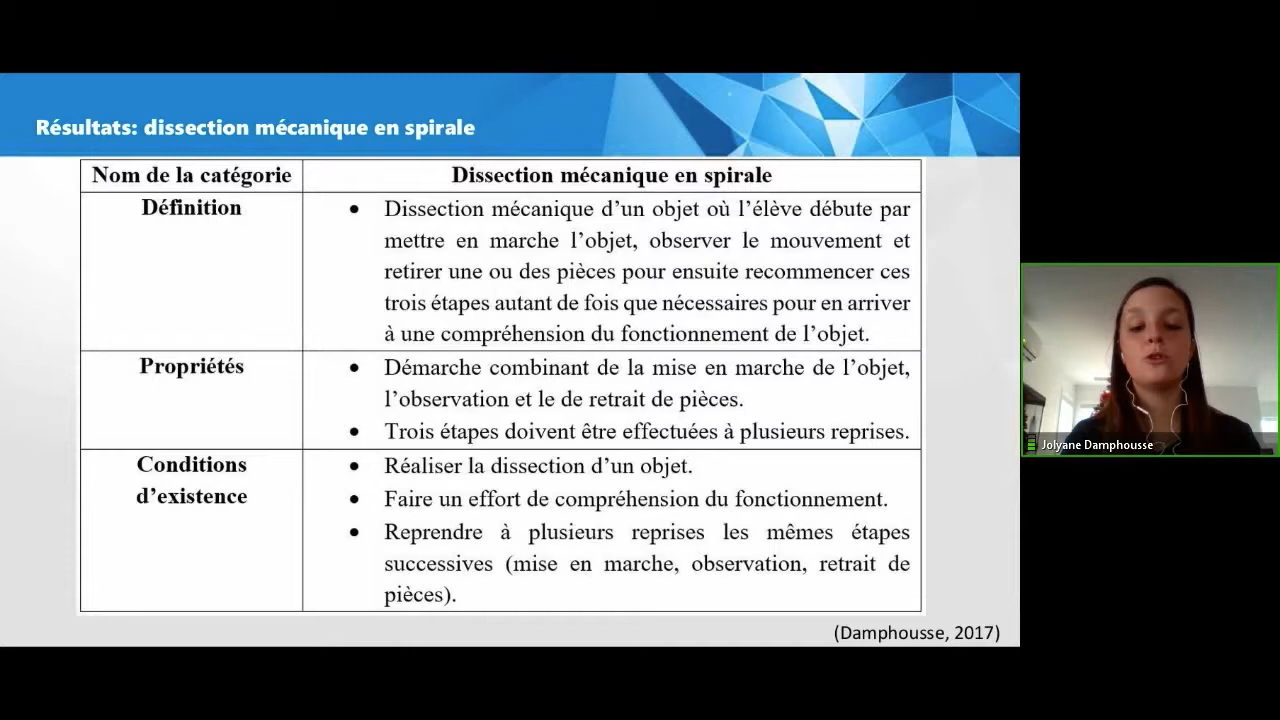 Résultats: dissection mécanique en spirale
Nom de la catégorie
Dissection mécanique en spirale
Définition
• Dissection mécanique d’un objet où l’élève débute par
mettre en marche l’objet, observer le mouvement et
retirer une ou des pièces pour ensuite recommencer ces
trois étapes autant de fois que nécessaires pour en arriver
à une compréhension du fonctionnement de l’objet.
Propriétés
• Démarche combinant de la mise en marche de l’objet,
l’observation et le de retrait de pièces.
• Trois étapes doivent être effectuées à plusieurs reprises.
Conditions
d’existence
• Réaliser la dissection d’un objet.
• Faire un effort de compréhension du fonctionnement.
• Reprendre à plusieurs reprises les mêmes étapes
successives (mise en marche, observation, retrait de
pièces).
(Damphousse, 2017)
Jolyane Damphousse